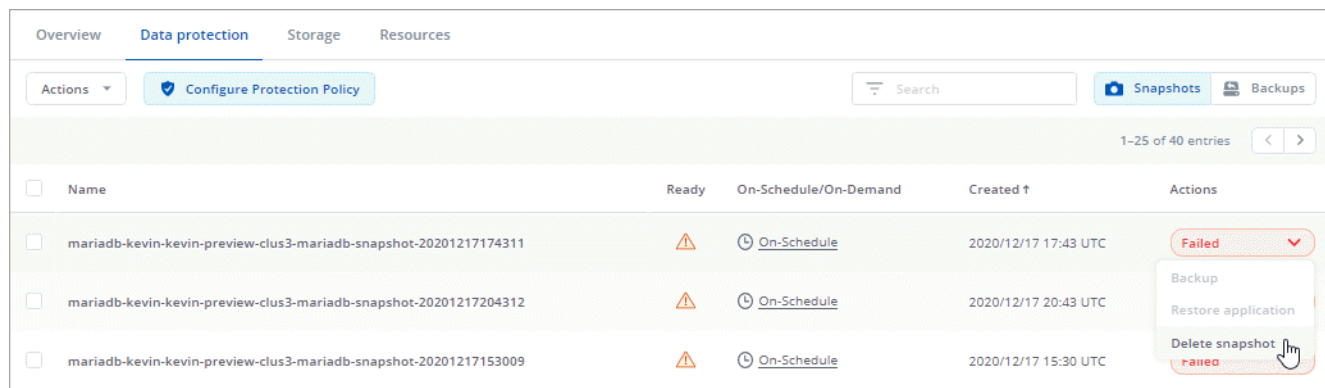 Overview Data protection Storage Resources
Actions Configure Protection Policy Search Snapshots Backups
1–25 of 40 entries
Name Ready On-Schedule/On-Demand Created ↑ Actions
mariadb-kevin-kevin-preview-clus3-mariadb-snapshot-20201217174311 On-Schedule 2020/12/17 17:43 UTC Failed
Backup
mariadb-kevin-kevin-preview-clus3-mariadb-snapshot-20201217204312 On-Schedule 2020/12/17 20:43 UTC
Restore application
Delete snapshot
mariadb-kevin-kevin-preview-clus3-mariadb-snapshot-20201217153009 On-Schedule 2020/12/17 15:30 UTC Failed